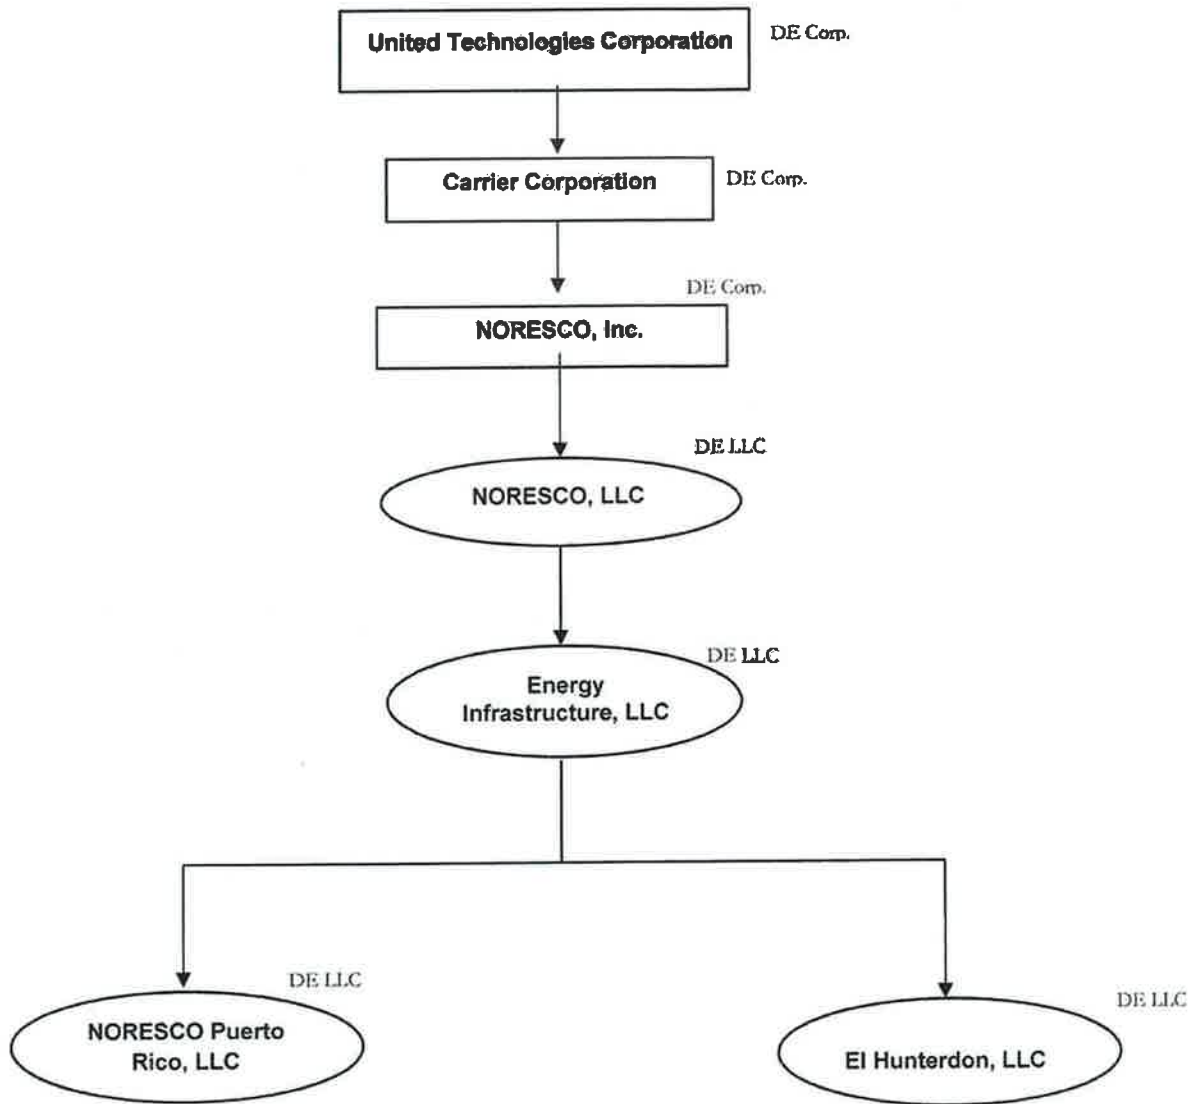 United Technologies Corporation
DE Corp.
Carrier Corporation
DE Corp.
DE Corp.
NORESCO, Inc.
DE LLC
NORESCO, LLC
DE LLC
Energy
Infrastructure, LLC
DE LLC
NORESCO Puerto
Rico, LLC
DE LLC
EI Hunterdon, LLC